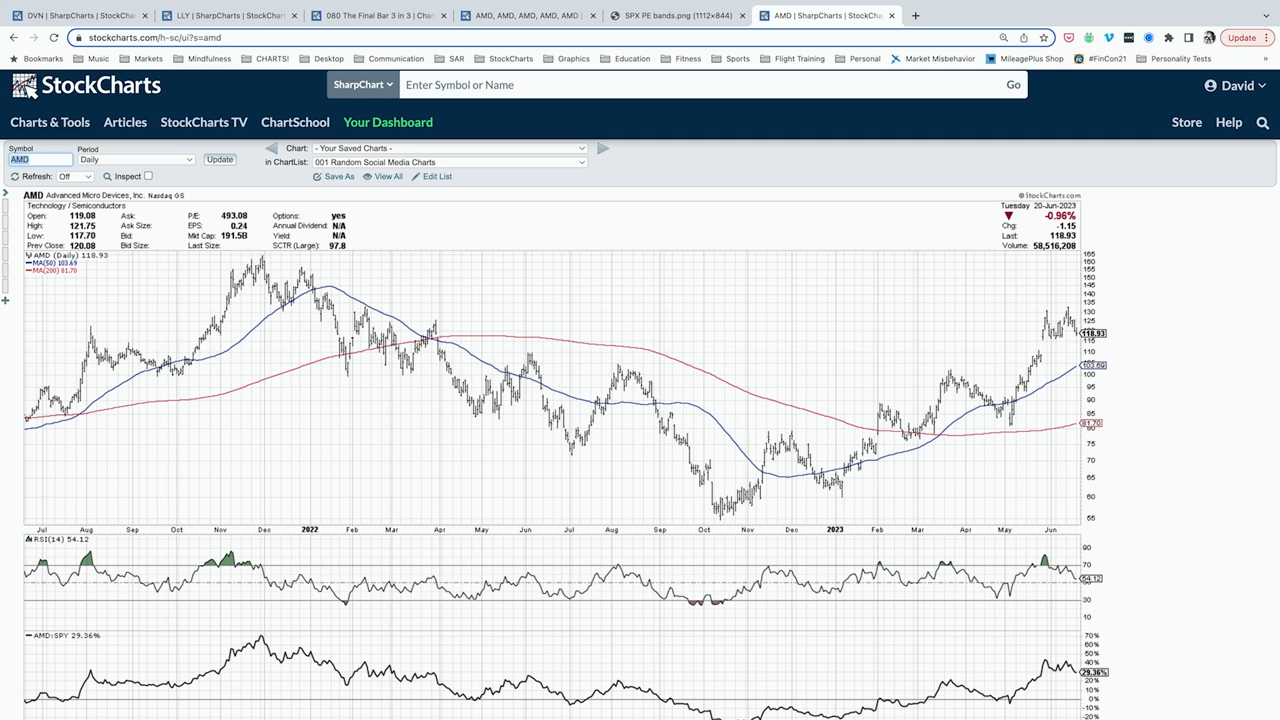 DVN | SharpCharts | StockCharts
LLY | SharpCharts | StockCharts
080 The Final Bar 3 in 3 | Chart
AMD, AMD, AMD, AMD, AMD |
SPX PE bands.png (1112×844)
AMD | SharpCharts | StockCharts
stockcharts.com/h-sc/ui?s=amd
Update
Bookmarks Music Markets Mindfulness CHARTS! Desktop Communication SAR StockCharts Graphics Education Fitness Sports Flight Training Personal Market Misbehavior MileagePlus Shop #FinCon21 Personality Tests »
StockCharts
SharpChart Enter Symbol or Name Go
David
Charts & Tools Articles StockCharts TV ChartSchool Your Dashboard Store Help
Symbol Period
AMD Daily Update
Chart: - Your Saved Charts -
in ChartList: 001 Random Social Media Charts
Refresh: Off Inspect
Save As View All Edit List
AMD Advanced Micro Devices, Inc. Nasdaq GS © StockCharts.com
Technology / Semiconductors Tuesday 20-Jun-2023
Open: 119.08 Ask: P/E: 493.08 Options: yes -0.96%
High: 121.75 Ask Size: EPS: 0.24 Annual Dividend: N/A Chg: -1.15
Low: 117.70 Bid: Mkt Cap: 191.5B Yield: N/A Last: 118.93
Prev Close: 120.08 Bid Size: Last Size: SCTR (Large): 97.8 Volume: 58,516,208
AMD (Daily) 118.93
MA(50) 103.69
MA(200) 81.70
165
160
155
150
145
140
135
130
125
118.93
115
110
103.69
100
95
90
85
81.70
80
75
70
65
60
55
Jul Aug Sep Oct Nov Dec 2022 Feb Mar Apr May Jun Jul Aug Sep Oct Nov Dec 2023 Feb Mar Apr May Jun
RSI(14) 54.12
90
70
54.12
30
10
AMD:SPY 29.36%
70%
60%
50%
40%
29.36%
20%
10%
0%
-10%
-20%